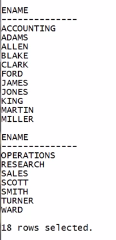 ENAME
--------------
ACCOUNTING
ADAMS
ALLEN
BLAKE
CLARK
FORD
JAMES
JONES
KING
MARTIN
MILLER
ENAME
--------------
OPERATIONS
RESEARCH
SALES
SCOTT
SMITH
TURNER
WARD
18 rows selected.